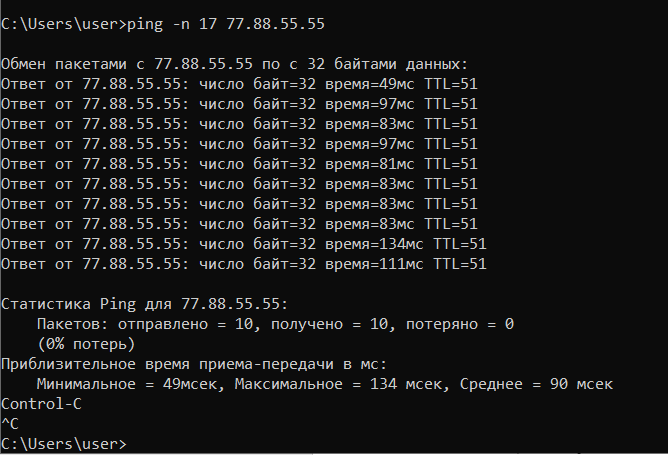 C:\Users\user>ping -n 17 77.88.55.55
Обмен пакетами с 77.88.55.55 по с 32 байтами данных:
Ответ от 77.88.55.55: число байт=32 время=49мс TTL=51
Ответ от 77.88.55.55: число байт=32 время=97мс TTL=51
Ответ от 77.88.55.55: число байт=32 время=83мс TTL=51
Ответ от 77.88.55.55: число байт=32 время=97мс TTL=51
Ответ от 77.88.55.55: число байт=32 время=81мс TTL=51
Ответ от 77.88.55.55: число байт=32 время=83мс TTL=51
Ответ от 77.88.55.55: число байт=32 время=83мс TTL=51
Ответ от 77.88.55.55: число байт=32 время=83мс TTL=51
Ответ от 77.88.55.55: число байт=32 время=134мс TTL=51
Ответ от 77.88.55.55: число байт=32 время=111мс TTL=51
Статистика Ping для 77.88.55.55:
Пакетов: отправлено = 10, получено = 10, потеряно = 0
(0% потерь)
Приблизительное время приема-передачи в мс:
Минимальное = 49мсек, Максимальное = 134 мсек, Среднее = 90 мсек
Control-C
^C
C:\Users\user>